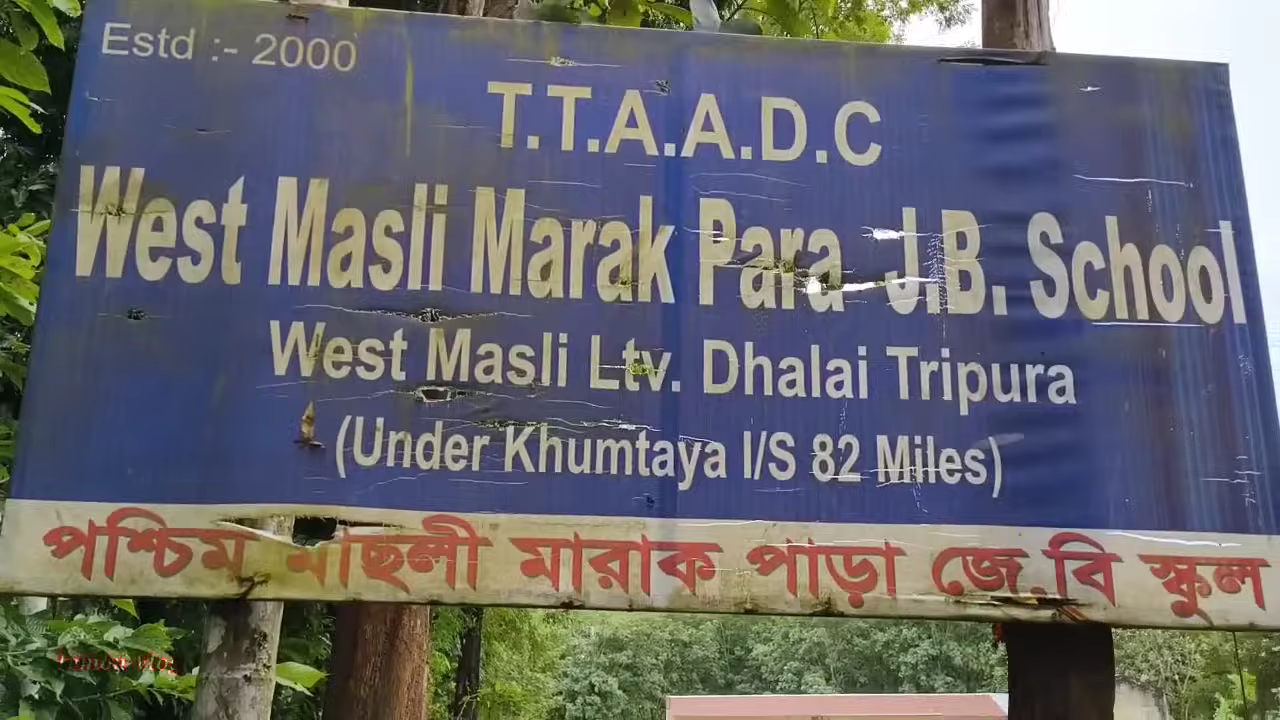 Estd :- 2000
T.T.A.A.D.C
West Masli Marak Para J.B. School
West Masli Ltv. Dhalai Tripura
(Under Khumtaya I/S 82 Miles)
পশ্চিম মাছলী মারাক পাড়া জে.বি স্কুল